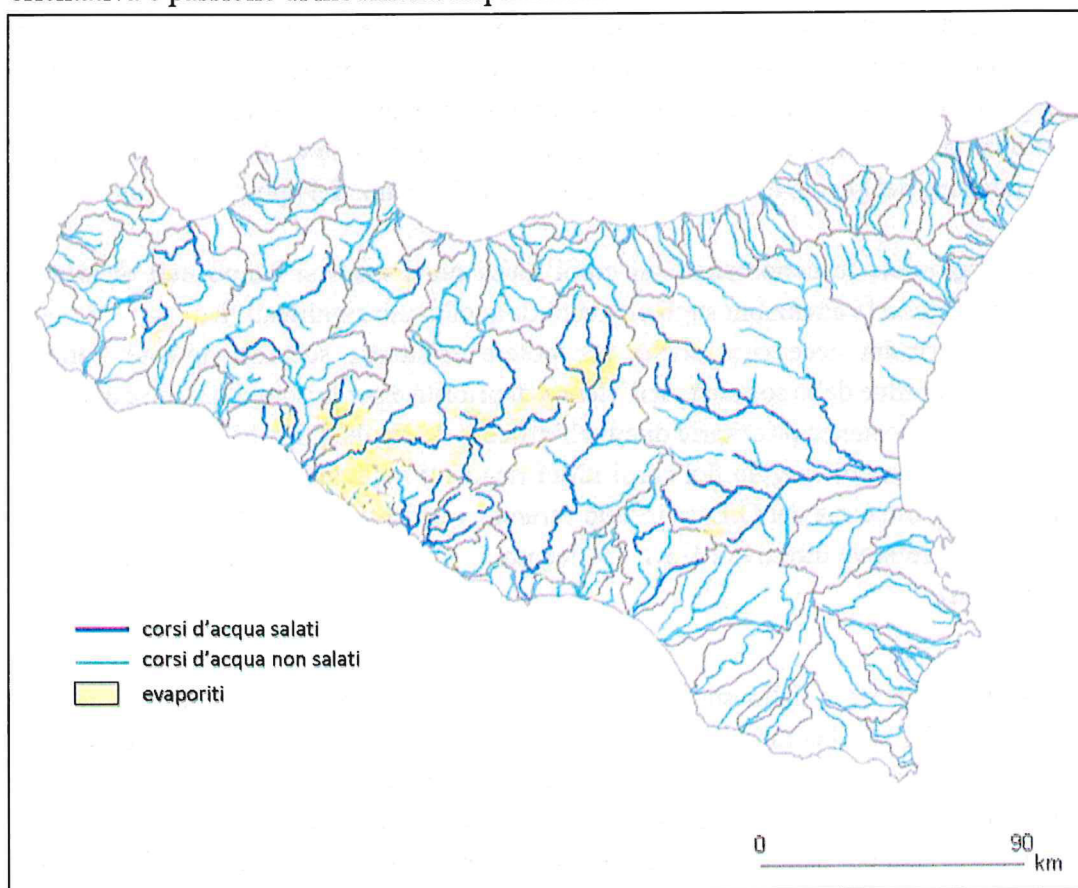 corsi d'acqua salati
corsi d'acqua non salati
evaporiti
0 90
km